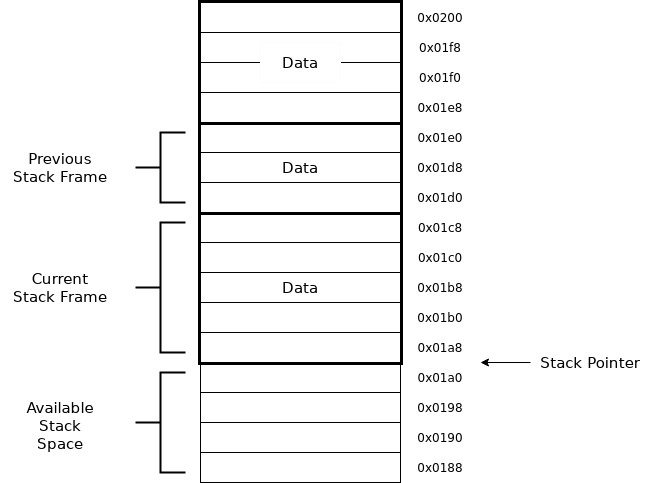 0x0200
0x01f8
Data
0x01f0
0x01e8
0x01e0
Previous
Stack Frame
Data
0x01d8
0x01d0
0x01c8
0x01c0
Current
Stack Frame
Data
0x01b8
0x01b0
0x01a8
Stack Pointer
0x01a0
Available
Stack
Space
0x0198
0x0190
0x0188